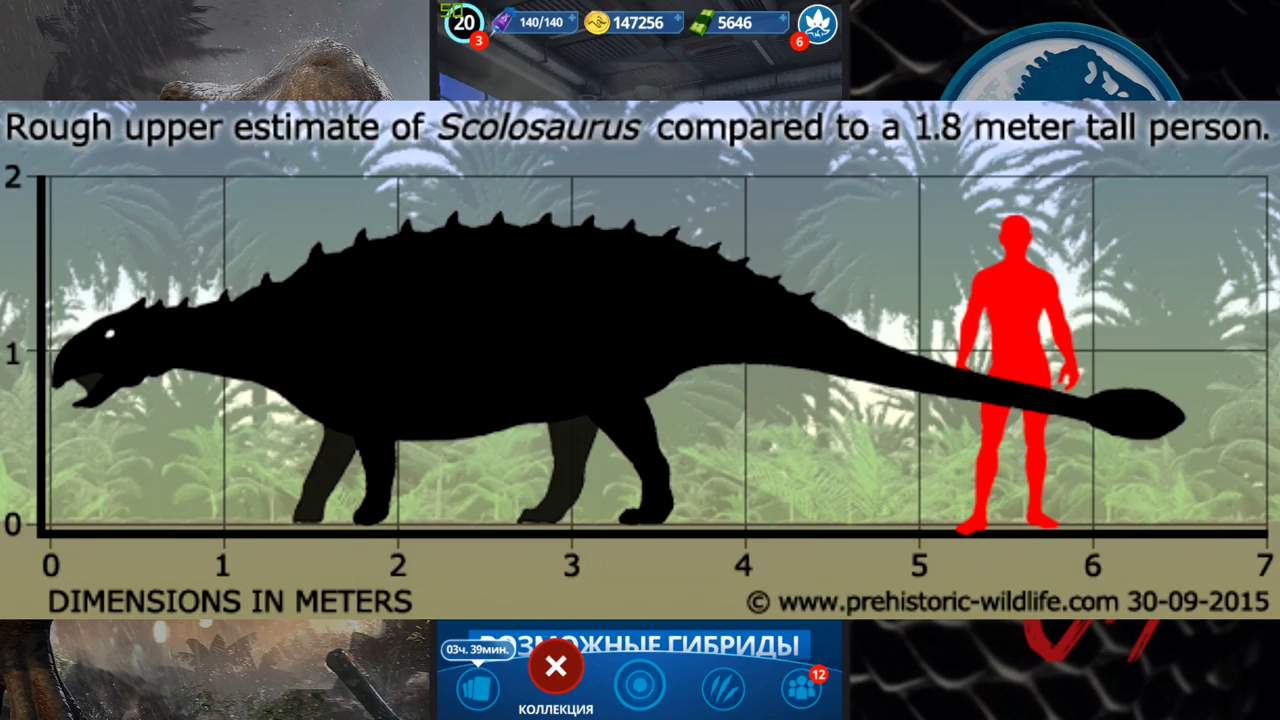 50
20
3
140/140
147256
5646
6
Rough upper estimate of Scolosaurus compared to a 1.8 meter tall person.
2
1
0
0 1 2 3 4 5 6 7
DIMENSIONS IN METERS
© www.prehistoric-wildlife.com 30-09-2015
ВОЗМОЖНЫЕ ГИБРИДЫ
03ч. 39мин.
12
КОЛЛЕКЦИЯ